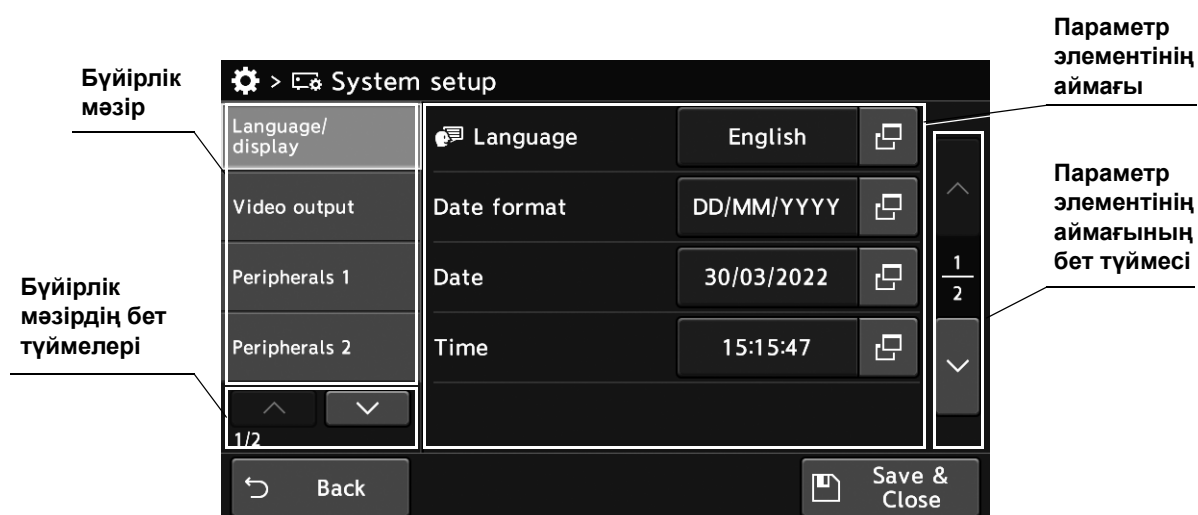 Параметр
элементінің
аймағы
Бүйірлік
мәзір
> System setup
Language/
display
Language
English
Video output
Date format
DD/MM/YYYY
Параметр
элементінің
аймағының
бет түймесі
Peripherals 1
Date
30/03/2022
1
2
Бүйірлік
мәзірдің бет
түймелері
Peripherals 2
Time
15:15:47
1/2
Back
Save &
Close